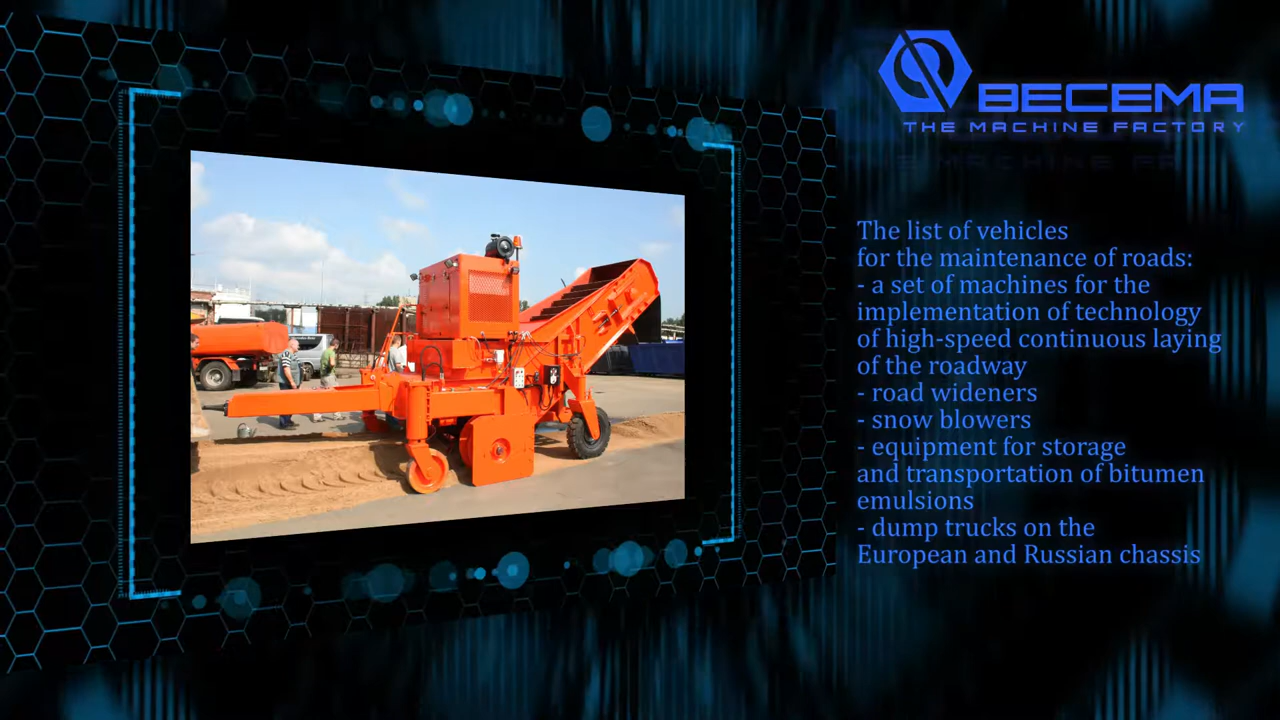 BECEMA
THE MACHINE FACTORY
The list of vehicles
for the maintenance of roads:
- a set of machines for the
implementation of technology
of high-speed continuous laying
of the roadway
- road wideners
- snow blowers
- equipment for storage
and transportation of bitumen
emulsions
- dump trucks on the
European and Russian chassis